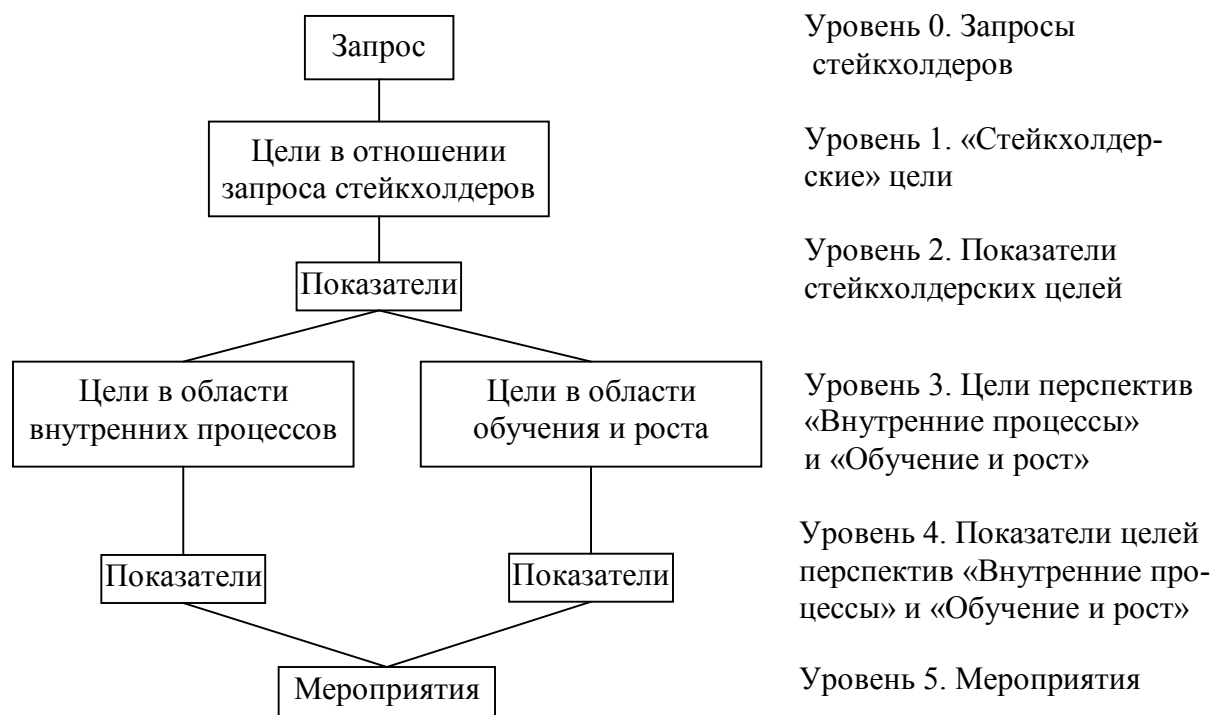 Запрос
Уровень 0. Запросы
стейкхолдеров
Цели в отношении
запроса стейкхолдеров
Уровень 1. «Стейкхолдер-
ские» цели
Показатели
Уровень 2. Показатели
стейкхолдерских целей
Цели в области
внутренних процессов
Цели в области
обучения и роста
Уровень 3. Цели перспектив
«Внутренние процессы»
и «Обучение и рост»
Показатели
Показатели
Уровень 4. Показатели целей
перспектив «Внутренние про-
цессы» и «Обучение и рост»
Мероприятия
Уровень 5. Мероприятия